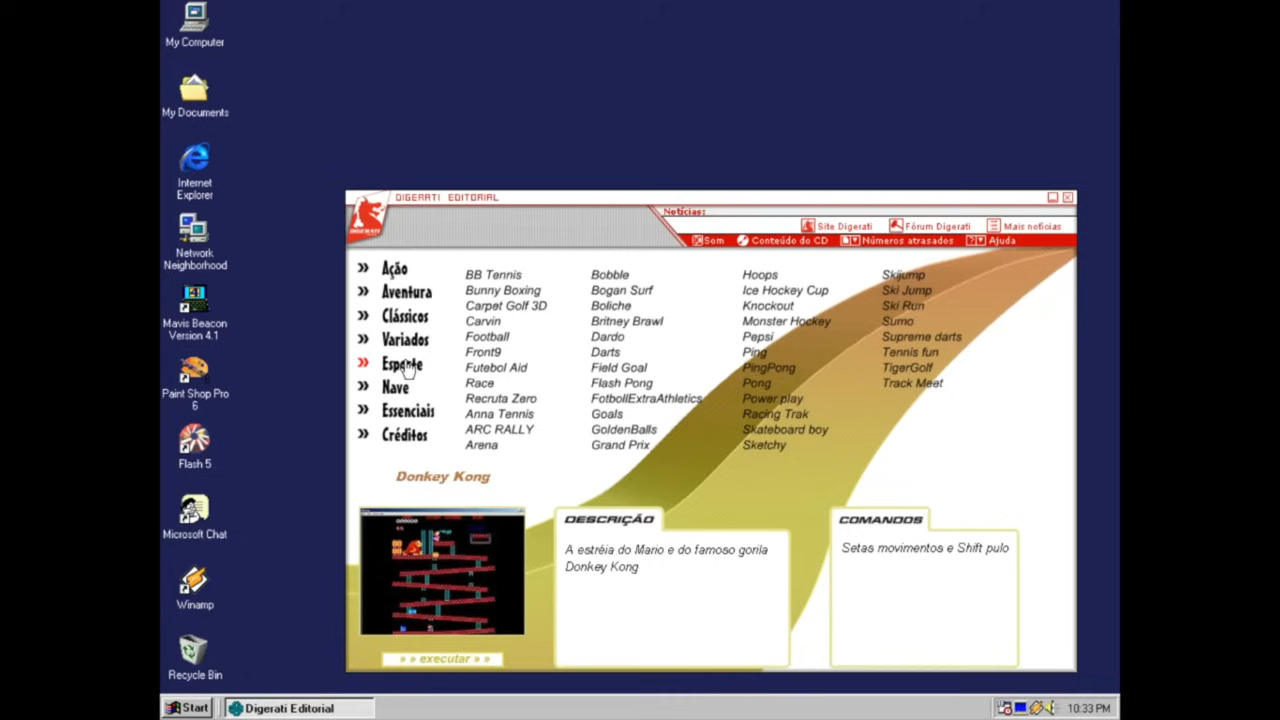 My Computer
My Documents
Internet
Explorer
Network
Neighborhood
Mavis Beacon
Version 4.1
Paint Shop Pro
6
Flash 5
Microsoft Chat
Winamp
Recycle Bin
DIGERATI EDITORIAL
Notícias:
Site Digerati
Fórum Digerati
Mais notícias
Som
Conteúdo do CD
Números atrasados
Ajuda
Ação
Aventura
Clássicos
Variados
Esporte
Nave
Essenciais
Créditos
BB Tennis
Bunny Boxing
Carpet Golf 3D
Carvin
Football
Front9
Futebol Aid
Race
Recruta Zero
Anna Tennis
ARC RALLY
Arena
Bobble
Bogan Surf
Boliche
Britney Brawl
Dardo
Darts
Field Goal
Flash Pong
FotbollExtraAthletics
Goals
GoldenBalls
Grand Prix
Hoops
Ice Hockey Cup
Knockout
Monster Hockey
Pepsi
Ping
PingPong
Pong
Power play
Racing Trak
Skateboard boy
Sketchy
Skijump
Ski Jump
Ski Run
Sumo
Supreme darts
Tennis fun
TigerGolf
Track Meet
Donkey Kong
DESCRIÇÃO
A estréia do Mario e do famoso gorila
Donkey Kong
COMANDOS
Setas movimentos e Shift pulo
» » executar » »
Start
Digerati Editorial
10:33 PM